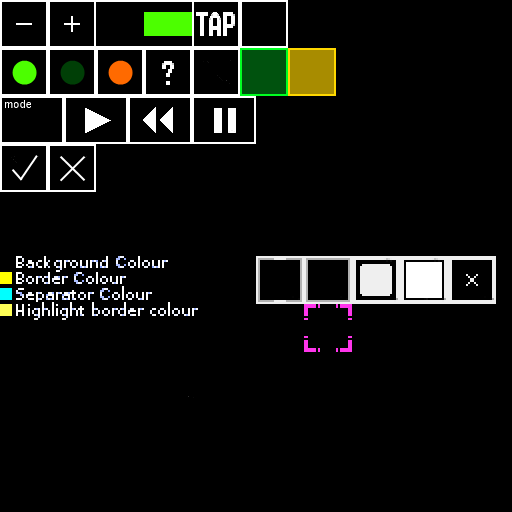 − + TAP
?
mode
Background Colour
Border Colour
Separator Colour
Highlight border colour